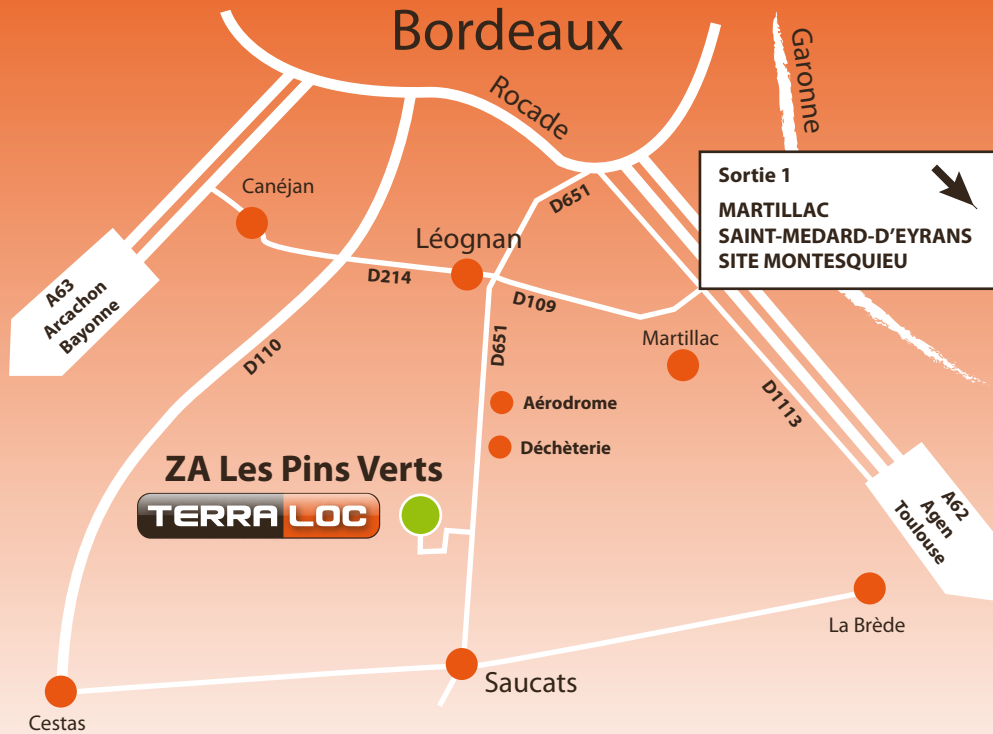 Bordeaux
Garonne
Rocade
Sortie 1
MARTILLAC
SAINT-MEDARD-D'EYRANS
SITE MONTESQUIEU
Canéjan
D651
Léognan
D214
D109
A63
Arcachon
Bayonne
D110
D651
Martillac
D1113
Aérodrome
Déchèterie
ZA Les Pins Verts
TERRA LOC
A62
Agen
Toulouse
La Brède
Saucats
Cestas